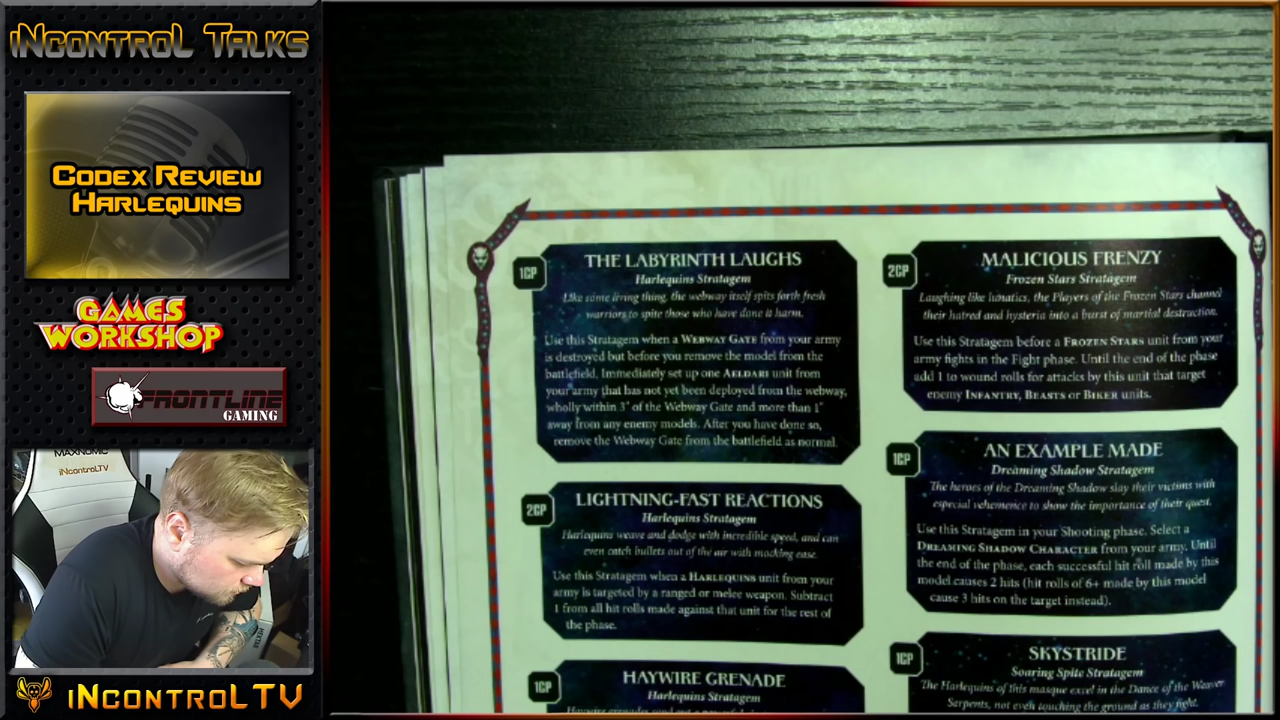 iNcontroL Talks
Codex Review
Harlequins
GAMES
WORKSHOP
FRONTLINE
GAMING
MAXNOMIC
iNcontroLTV
iNcontroLTV
1CP
THE LABYRINTH LAUGHS
Harlequins Stratagem
Like some living thing, the webway itself spits forth fresh
warriors to spite those who have done it harm.
Use this Stratagem when a WEBWAY GATE from your army
is destroyed but before you remove the model from the
battlefield. Immediately set up one AELDARI unit from
your army that has not yet been deployed from the webway,
wholly within 3" of the Webway Gate and more than 1"
away from any enemy models. After you have done so,
remove the Webway Gate from the battlefield as normal.
2CP
LIGHTNING-FAST REACTIONS
Harlequins Stratagem
Harlequins weave and dodge with incredible speed, and can
even catch bullets out of the air with mocking ease.
Use this Stratagem when a HARLEQUINS unit from your
army is targeted by a ranged or melee weapon. Subtract
1 from all hit rolls made against that unit for the rest of
the phase.
1CP
HAYWIRE GRENADE
Harlequins Stratagem
Haywire grenades send out a powerful
2CP
MALICIOUS FRENZY
Frozen Stars Stratagem
Laughing like lunatics, the Players of the Frozen Stars channel
their hatred and hysteria into a burst of martial destruction.
Use this Stratagem before a FROZEN STARS unit from your
army fights in the Fight phase. Until the end of the phase
add 1 to wound rolls for attacks by this unit that target
enemy INFANTRY, BEASTS or BIKER units.
1CP
AN EXAMPLE MADE
Dreaming Shadow Stratagem
The heroes of the Dreaming Shadow slay their victims with
especial vehemence to show the importance of their quest.
Use this Stratagem in your Shooting phase. Select a
DREAMING SHADOW CHARACTER from your army. Until
the end of the phase, each successful hit roll made by this
model causes 2 hits (hit rolls of 6+ made by this model
cause 3 hits on the target instead).
1CP
SKYSTRIDE
Soaring Spite Stratagem
The Harlequins of this masque excel in the Dance of the Weaver
Serpents, not even touching the ground as they fight.